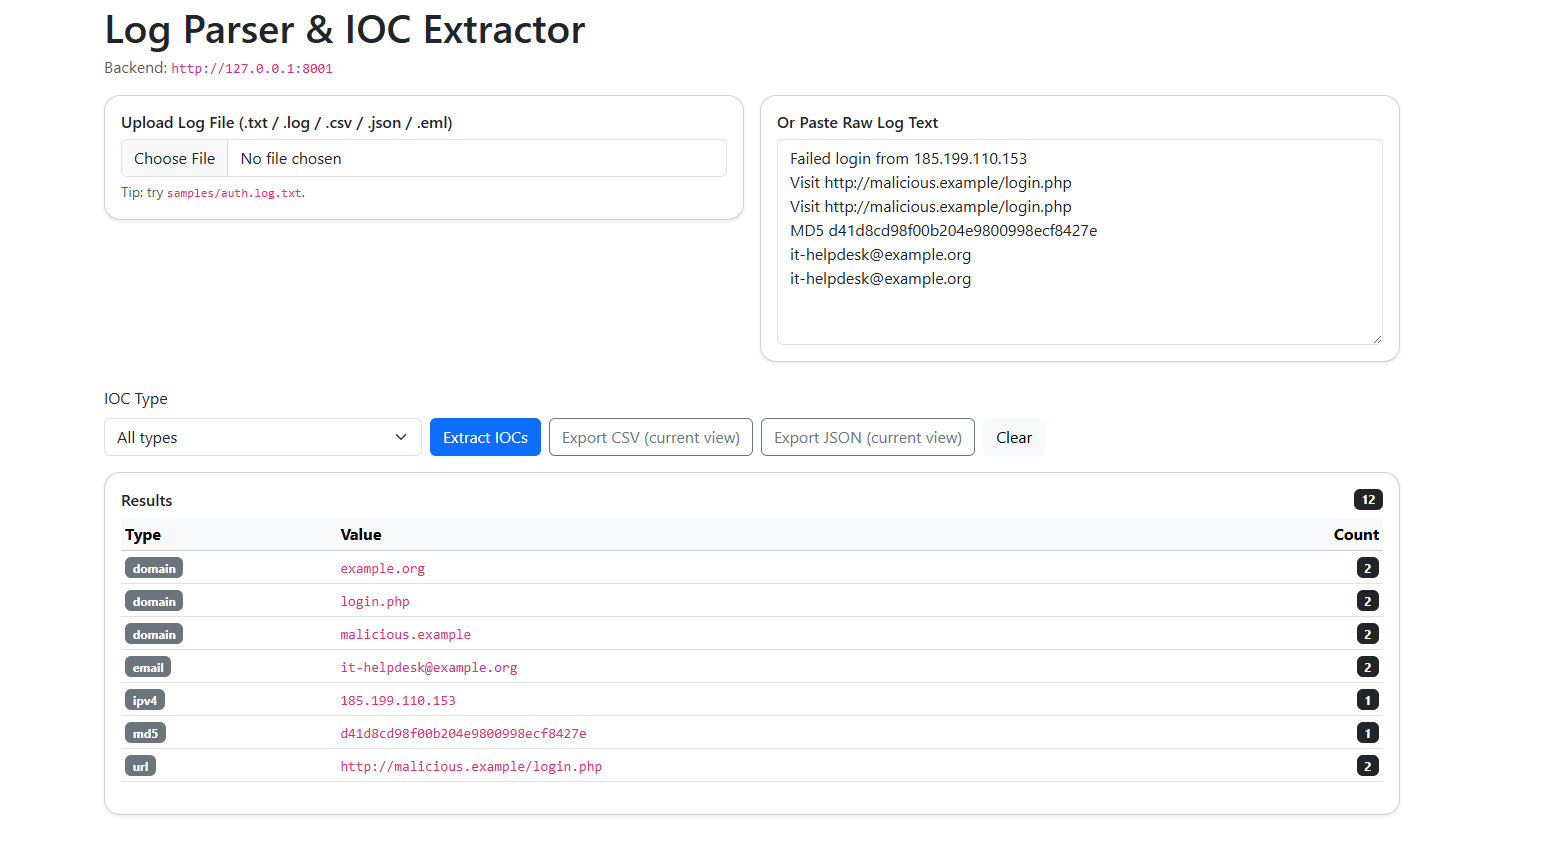 Log Parser & IOC Extractor
Backend: http://127.0.0.1:8001
Upload Log File (.txt / .log / .csv / .json / .eml)
Choose File No file chosen
Tip: try samples/auth.log.txt.
Or Paste Raw Log Text
Failed login from 185.199.110.153
Visit http://malicious.example/login.php
Visit http://malicious.example/login.php
MD5 d41d8cd98f00b204e9800998ecf8427e
it-helpdesk@example.org
it-helpdesk@example.org
IOC Type
All types Extract IOCs Export CSV (current view) Export JSON (current view) Clear
Results 12
Type Value Count
domain example.org 2
domain login.php 2
domain malicious.example 2
email it-helpdesk@example.org 2
ipv4 185.199.110.153 1
md5 d41d8cd98f00b204e9800998ecf8427e 1
url http://malicious.example/login.php 2